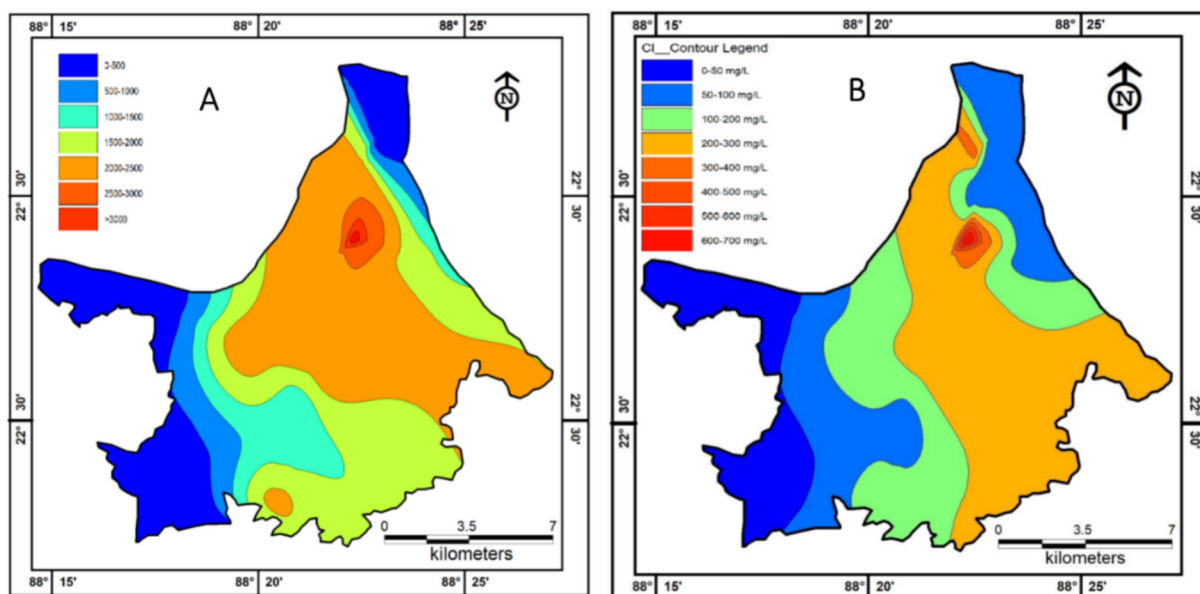 88° 15' 88° 20' 88° 25'
0-500
500-1000
1000-1500
1500-2000
2000-2500
2500-3000
>3000
A
N
22° 30'
22° 30'
22° 30'
22° 30'
0 3.5 7
kilometers
88° 15' 88° 20' 88° 25'
88° 15' 88° 20' 88° 25'
Cl__Contour Legend
0-50 mg/L
50-100 mg/L
100-200 mg/L
200-300 mg/L
300-400 mg/L
400-500 mg/L
500-600 mg/L
600-700 mg/L
B
N
22° 30'
22° 30'
22° 30'
22° 30'
0 3.5 7
kilometers
88° 15' 88° 20' 88° 25'